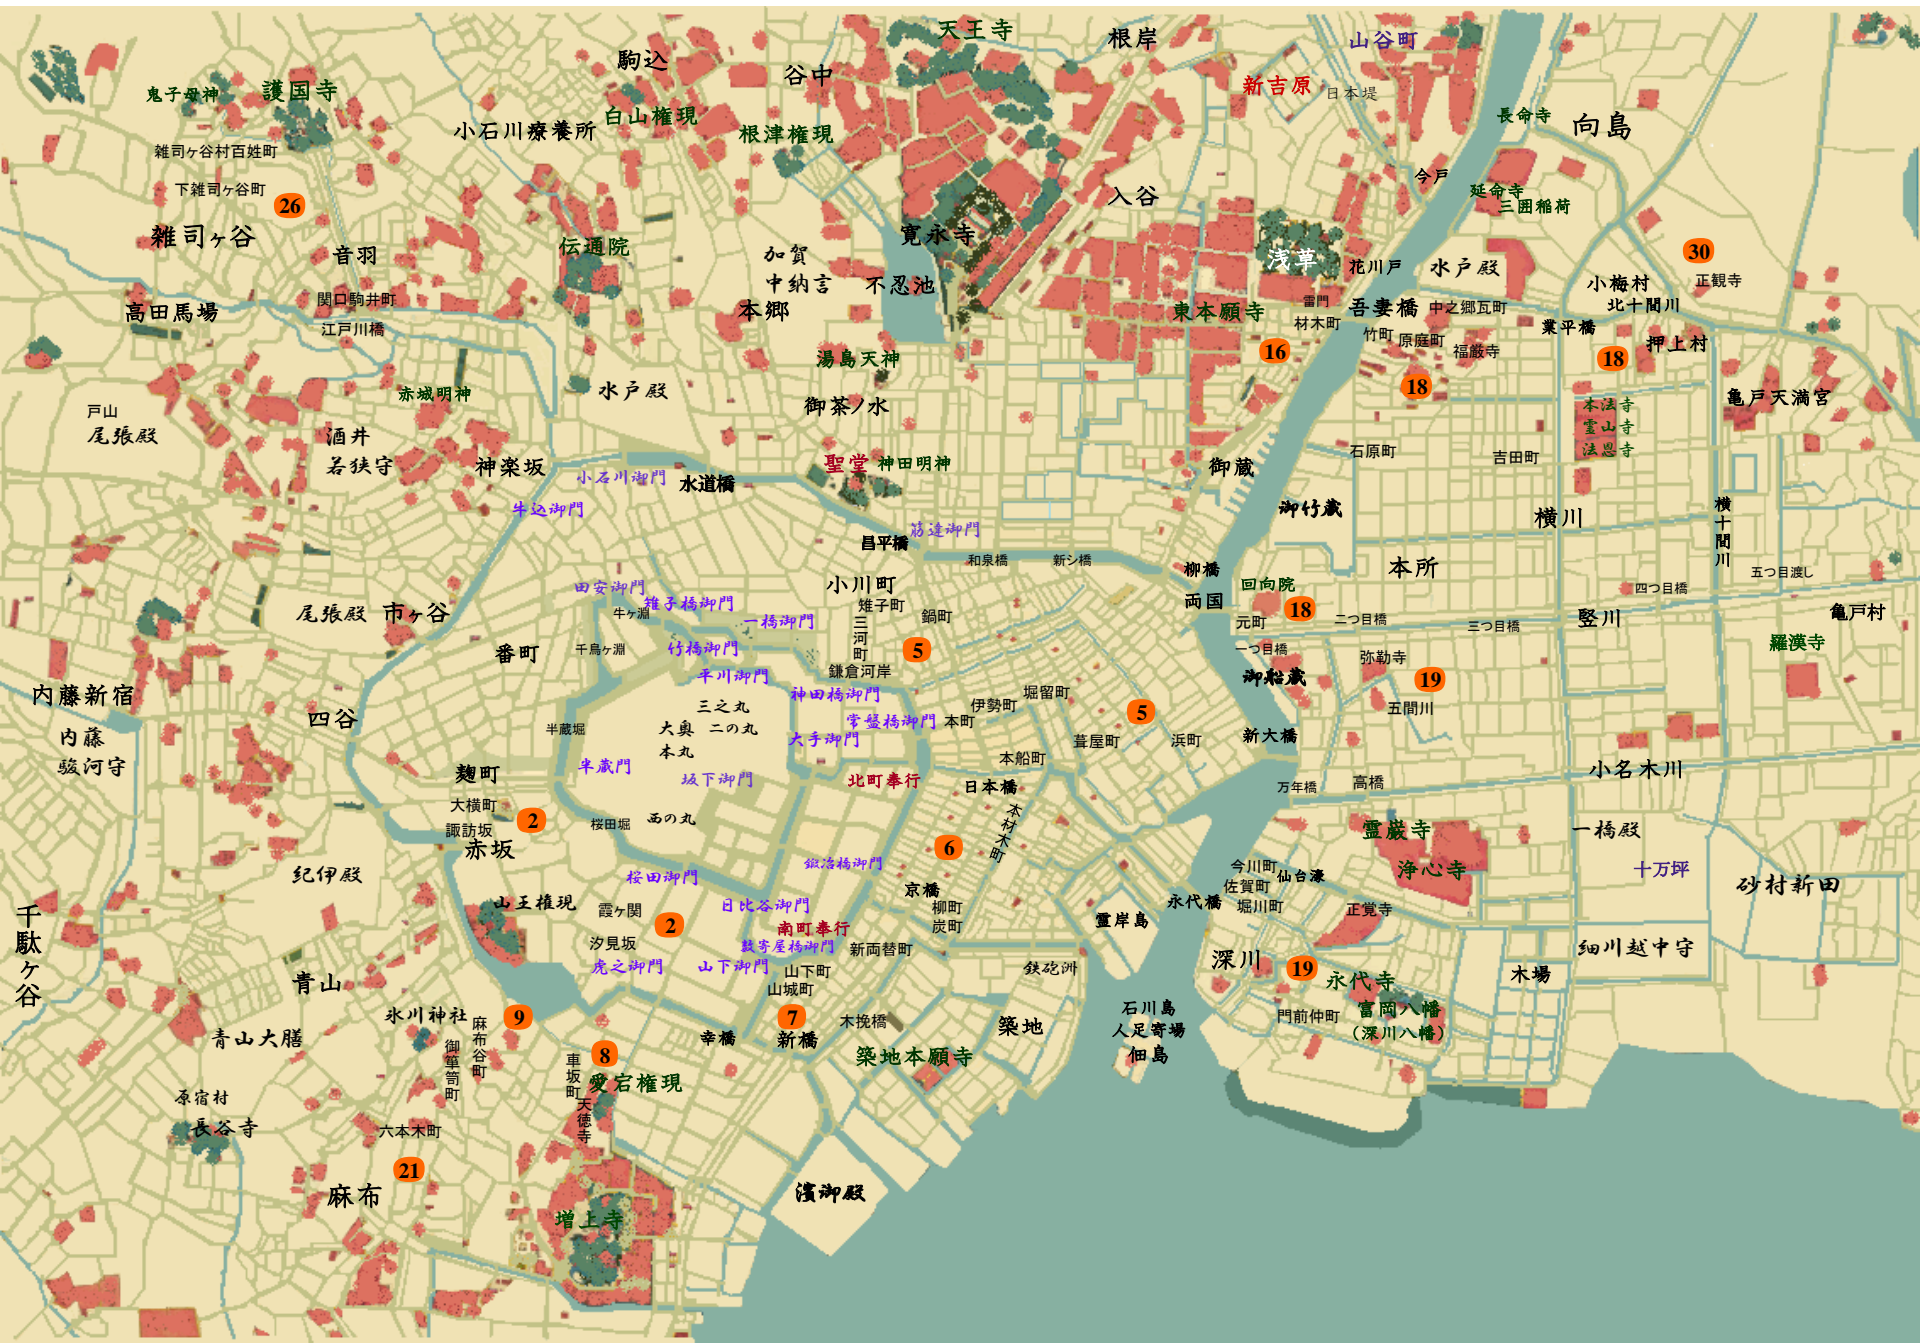 天王寺
根岸
山谷町
駒込
谷中
新吉原
日本堤
鬼子母神
護国寺
白山権現
小石川療養所
根津権現
長命寺
向島
雑司ヶ谷村百姓町
下雑司ヶ谷町
26
入谷
今戸
延命寺
三囲稲荷
雑司ヶ谷
音羽
伝通院
加賀
中納言
寛永寺
浅草
花川戸
水戸殿
30
正観寺
小梅村
北十間川
不忍池
本郷
関口駒井町
高田馬場
江戸川橋
東本願寺
雷門
材木町
吾妻橋
中之郷瓦町
業平橋
竹町
原庭町
福厳寺
押上村
16
18
18
湯島天神
赤城明神
水戸殿
御茶ノ水
亀戸天満宮
本法寺
霊山寺
法恩寺
戸山
尾張殿
酒井
若狭守
神楽坂
小石川御門
水道橋
聖堂
神田明神
御蔵
石原町
吉田町
牛込御門
筋違御門
昌平橋
御竹蔵
横川
横十間川
和泉橋
新シ橋
柳橋
両国
回向院
18
本所
五つ目渡し
四つ目橋
亀戸村
田安御門
雉子橋御門
牛ヶ淵
一橋御門
小川町
雉子町
三河町
鍋町
尾張殿
市ヶ谷
元町
二つ目橋
三つ目橋
竪川
羅漢寺
番町
千鳥ヶ淵
竹橋御門
平川御門
5
鎌倉河岸
一つ目橋
御船蔵
弥勒寺
19
五間川
内藤新宿
四谷
内藤
駿河守
神田橋御門
常盤橋御門
大手御門
三之丸
大奥
二の丸
本丸
半蔵堀
本町
伊勢町
堀留町
5
葺屋町
浜町
新大橋
麹町
半蔵門
坂下御門
北町奉行
本船町
日本橋
万年橋
高橋
小名木川
大横町
諏訪坂
2
赤坂
桜田堀
西の丸
本材木町
6
霊巌寺
浄心寺
一橋殿
十万坪
砂村新田
紀伊殿
桜田御門
鍛冶橋御門
京橋
柳町
炭町
今川町
仙台濠
佐賀町
堀川町
永代橋
霊岸島
正覚寺
千駄ヶ谷
山王権現
霞ヶ関
汐見坂
2
虎之御門
日比谷御門
南町奉行
数寄屋橋御門
山下御門
新両替町
山下町
山城町
鉄砲洲
深川
19
永代寺
富岡八幡
(深川八幡)
門前仲町
細川越中守
木場
青山
青山大膳
氷川神社
麻布谷町
御箪笥町
9
8
7
幸橋
新橋
木挽橋
築地
築地本願寺
石川島
人足寄場
佃島
車坂町
愛宕権現
天徳寺
原宿村
長谷寺
六本木町
21
麻布
増上寺
濱御殿